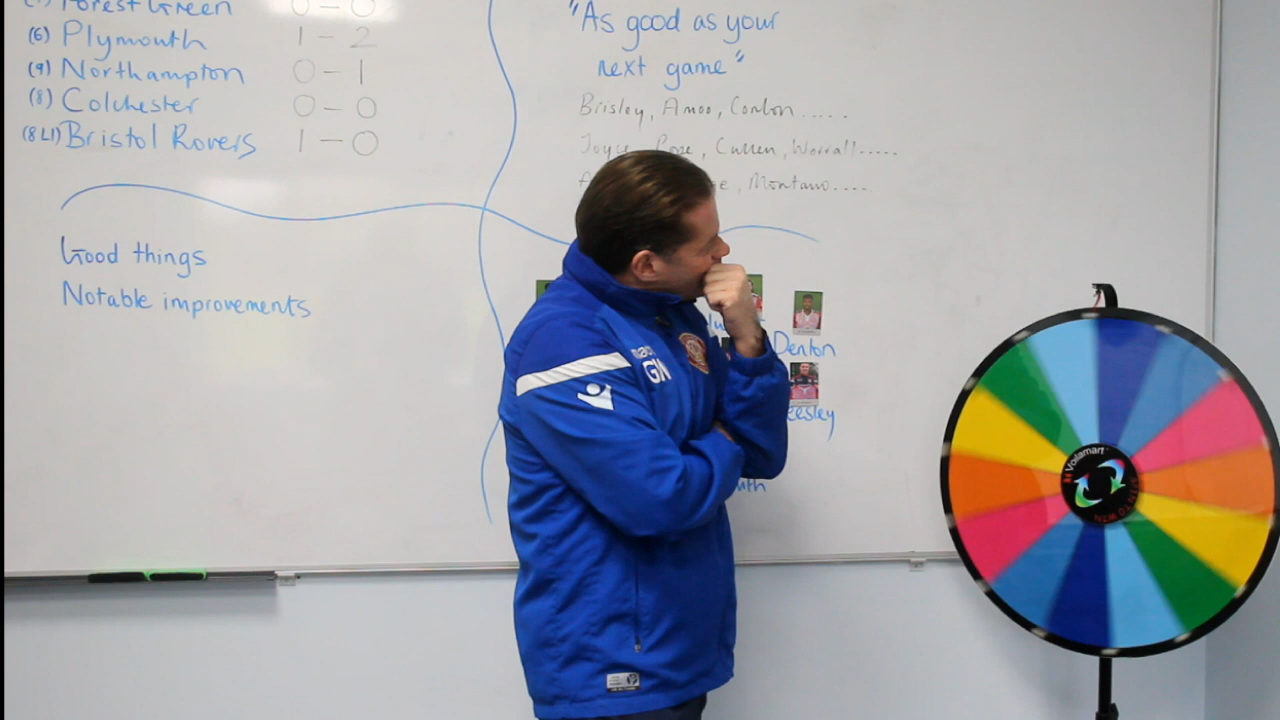 Forest Green 0 - 0
(6) Plymouth 1 - 2
(9) Northampton 0 - 1
(8) Colchester 0 - 0
(8 L1) Bristol Rovers 1 - 0
Good things
Notable improvements
"As good as your
next game"
Brisley, Amoo, Conlon.....
Cullen, Worrall.....
, Montano....
Denton
GN
Voilamart